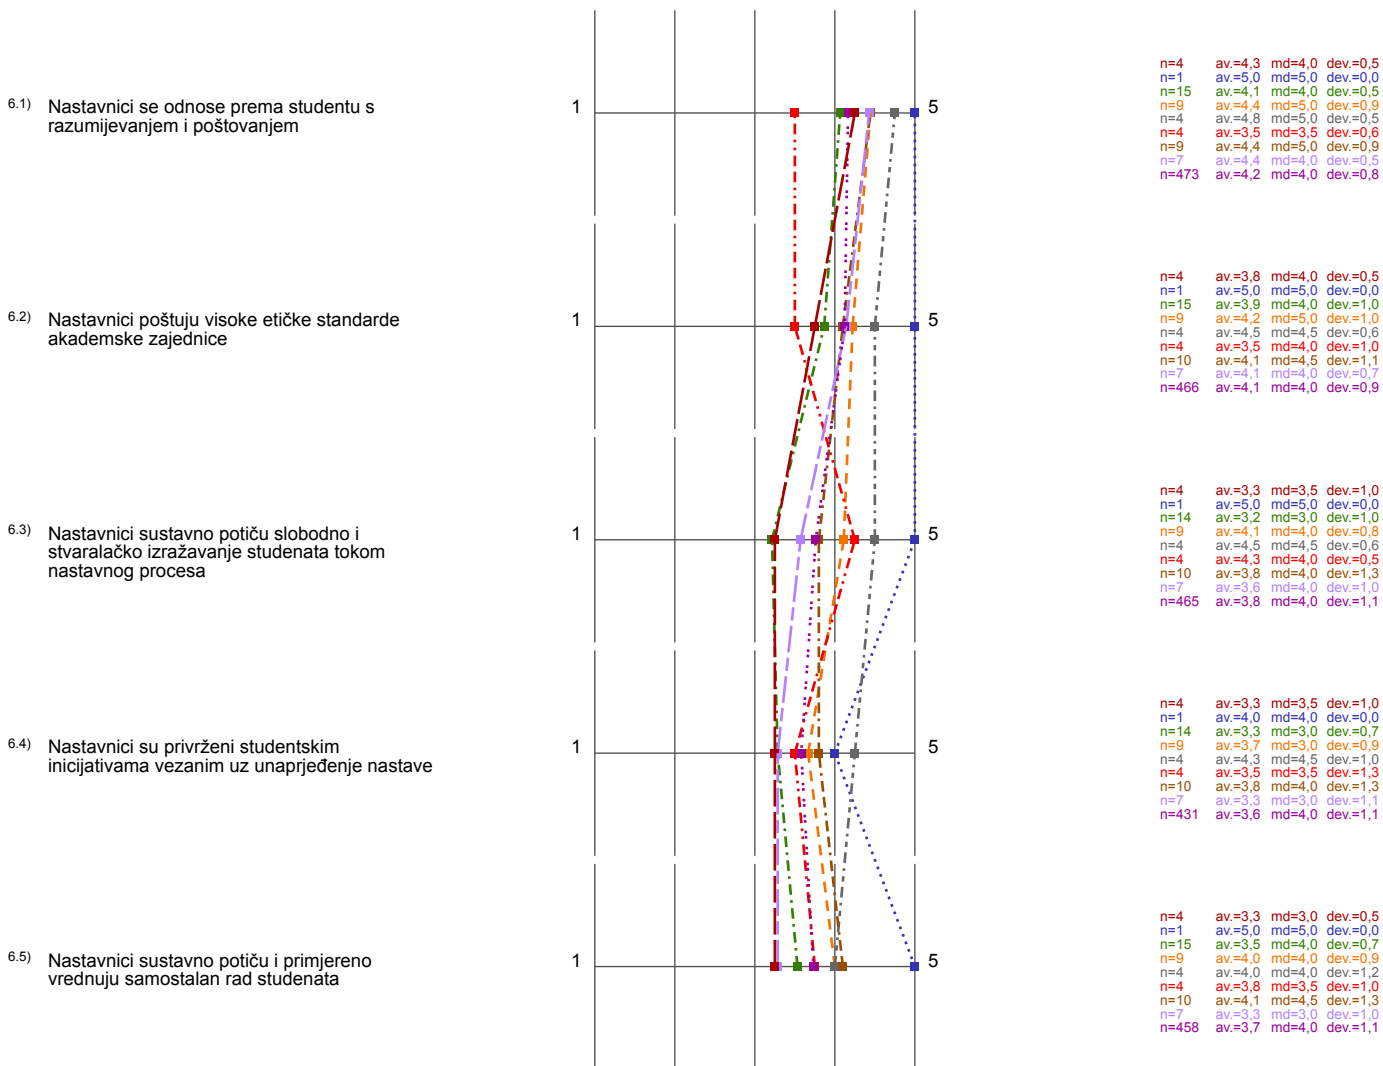 6.1) Nastavnici se odnose prema studentu s
razumijevanjem i poštovanjem
1 5
n=4 av.=4,3 md=4,0 dev.=0,5
n=1 av.=5,0 md=5,0 dev.=0,0
n=15 av.=4,1 md=4,0 dev.=0,5
n=9 av.=4,4 md=5,0 dev.=0,9
n=4 av.=4,8 md=5,0 dev.=0,5
n=4 av.=3,5 md=3,5 dev.=0,6
n=9 av.=4,4 md=5,0 dev.=0,9
n=7 av.=4,4 md=4,0 dev.=0,5
n=473 av.=4,2 md=4,0 dev.=0,8
6.2) Nastavnici poštuju visoke etičke standarde
akademske zajednice
1 5
n=4 av.=3,8 md=4,0 dev.=0,5
n=1 av.=5,0 md=5,0 dev.=0,0
n=15 av.=3,9 md=4,0 dev.=1,0
n=9 av.=4,2 md=5,0 dev.=1,0
n=4 av.=4,5 md=4,5 dev.=0,6
n=4 av.=3,5 md=4,0 dev.=1,0
n=10 av.=4,1 md=4,5 dev.=1,1
n=7 av.=4,1 md=4,0 dev.=0,7
n=466 av.=4,1 md=4,0 dev.=0,9
6.3) Nastavnici sustavno potiču slobodno i
stvaralačko izražavanje studenata tokom
nastavnog procesa
1 5
n=4 av.=3,3 md=3,5 dev.=1,0
n=1 av.=5,0 md=5,0 dev.=0,0
n=14 av.=3,2 md=3,0 dev.=1,0
n=9 av.=4,1 md=4,0 dev.=0,8
n=4 av.=4,5 md=4,5 dev.=0,6
n=4 av.=4,3 md=4,0 dev.=0,5
n=10 av.=3,8 md=4,0 dev.=1,3
n=7 av.=3,6 md=4,0 dev.=1,0
n=465 av.=3,8 md=4,0 dev.=1,1
6.4) Nastavnici su privrženi studentskim
inicijativama vezanim uz unaprjeđenje nastave
1 5
n=4 av.=3,3 md=3,5 dev.=1,0
n=1 av.=4,0 md=4,0 dev.=0,0
n=14 av.=3,3 md=3,0 dev.=0,7
n=9 av.=3,7 md=3,0 dev.=0,9
n=4 av.=4,3 md=4,5 dev.=1,0
n=4 av.=3,5 md=3,5 dev.=1,3
n=10 av.=3,8 md=4,0 dev.=1,3
n=7 av.=3,3 md=3,0 dev.=1,1
n=431 av.=3,6 md=4,0 dev.=1,1
6.5) Nastavnici sustavno potiču i primjereno
vrednuju samostalan rad studenata
1 5
n=4 av.=3,3 md=3,0 dev.=0,5
n=1 av.=5,0 md=5,0 dev.=0,0
n=15 av.=3,5 md=4,0 dev.=0,7
n=9 av.=4,0 md=4,0 dev.=0,9
n=4 av.=4,0 md=4,0 dev.=1,2
n=4 av.=3,8 md=3,5 dev.=1,0
n=10 av.=4,1 md=4,5 dev.=1,3
n=7 av.=3,3 md=3,0 dev.=1,0
n=458 av.=3,7 md=4,0 dev.=1,1